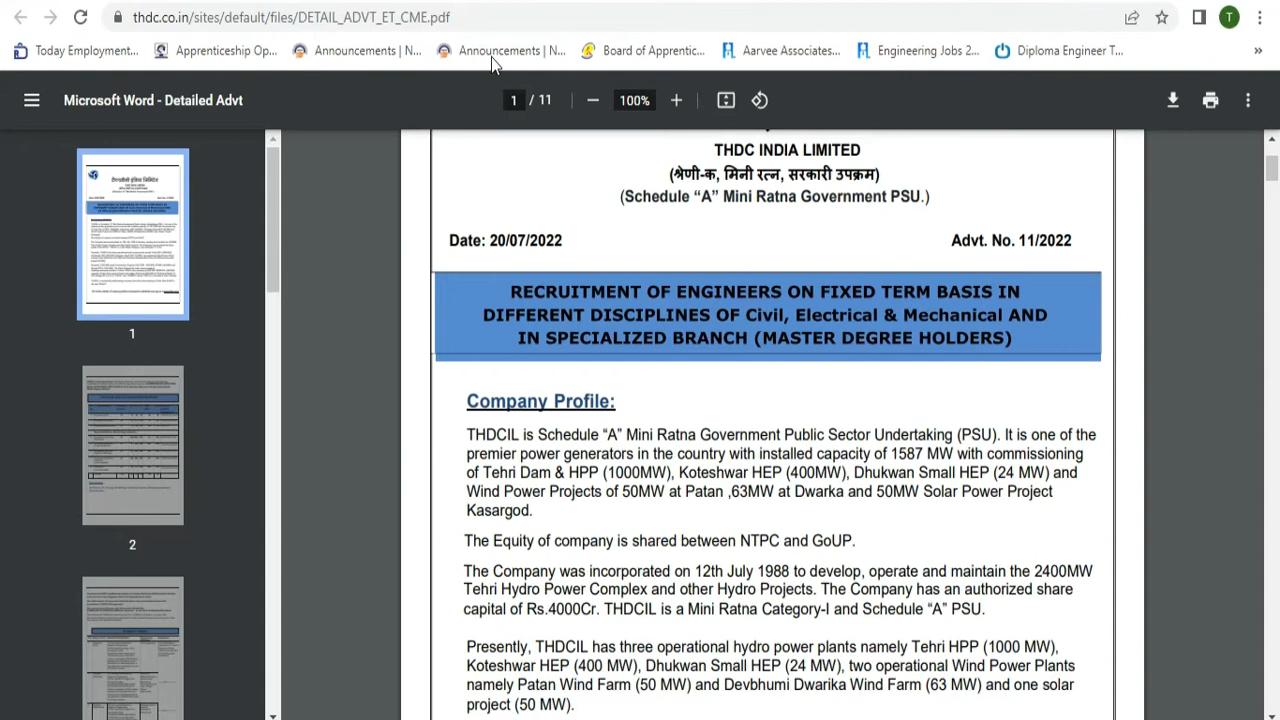 thdc.co.in/sites/default/files/DETAIL_ADVT_ET_CME.pdf
T
Today Employment...
Apprenticeship Op...
Announcements | N...
Announcements | N...
Board of Apprentic...
Aarvee Associates...
Engineering Jobs 2...
Diploma Engineer T...
»
Microsoft Word - Detailed Advt
1 / 11
100%
1
2
THDC INDIA LIMITED
(श्रेणी-क, मिनी रत्न, सरकारी उपक्रम)
(Schedule “A” Mini Ratna Government PSU.)
Date: 20/07/2022
Advt. No. 11/2022
RECRUITMENT OF ENGINEERS ON FIXED TERM BASIS IN
DIFFERENT DISCIPLINES OF Civil, Electrical & Mechanical AND
IN SPECIALIZED BRANCH (MASTER DEGREE HOLDERS)
Company Profile:
THDCIL is Schedule “A” Mini Ratna Government Public Sector Undertaking (PSU). It is one of the
premier power generators in the country with installed capacity of 1587 MW with commissioning
of Tehri Dam & HPP (1000MW), Koteshwar HEP (400MW), Dhukwan Small HEP (24 MW) and
Wind Power Projects of 50MW at Patan ,63MW at Dwarka and 50MW Solar Power Project
Kasargod.
The Equity of company is shared between NTPC and GoUP.
The Company was incorporated on 12th July 1988 to develop, operate and maintain the 2400MW
Tehri Hydro Power Complex and other Hydro Projects. The Company has an authorized share
capital of Rs.4000Cr. THDCIL is a Mini Ratna Category-I and Schedule “A” PSU.
Presently, THDCIL has three operational hydro power plants namely Tehri HPP (1000 MW),
Koteshwar HEP (400 MW), Dhukwan Small HEP (24MW), two operational Wind Power Plants
namely Patan Wind Farm (50 MW) and Devbhumi Dwarka Wind Farm (63 MW) and one solar
project (50 MW).